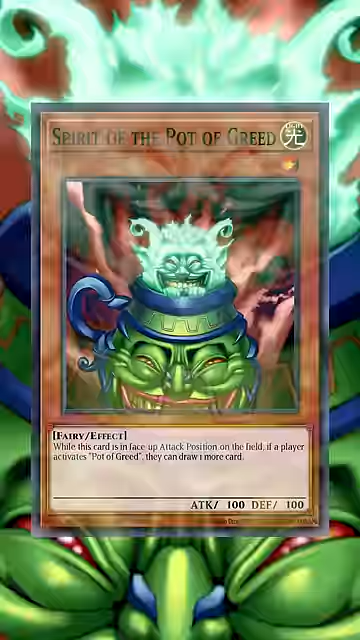 Spirit of the Pot of Greed
LIGHT
光
[Fairy/Effect]
While this card is in face-up Attack Position on the field, if a player
activates "Pot of Greed", they can draw 1 more card.
ATK/ 100 DEF/ 100